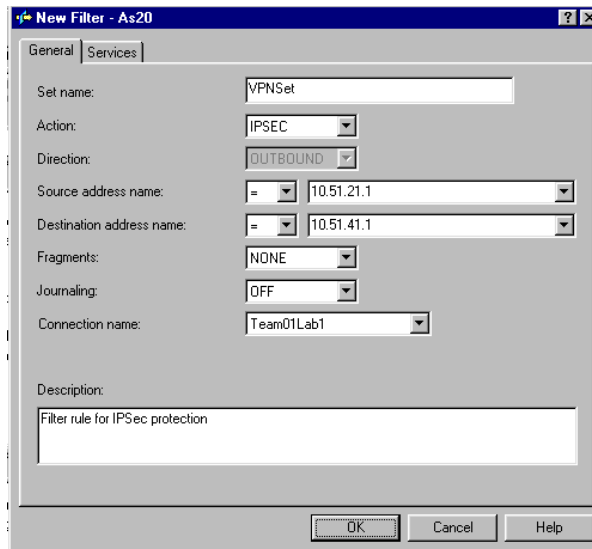 New Filter - As20
General Services
Set name: VPNSet
Action: IPSEC
Direction: OUTBOUND
Source address name: = 10.51.21.1
Destination address name: = 10.51.41.1
Fragments: NONE
Journaling: OFF
Connection name: Team01Lab1
Description:
Filter rule for IPSec protection
OK Cancel Help